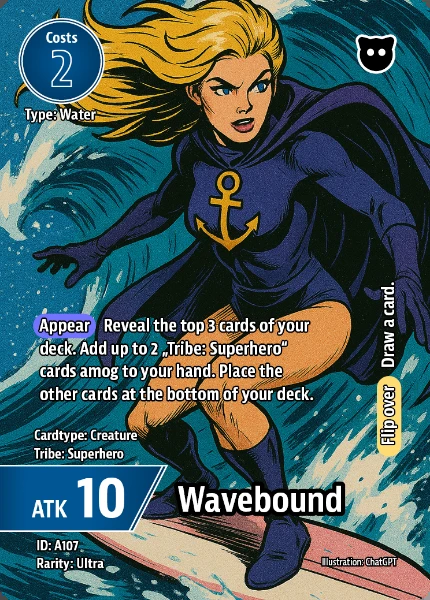 Costs
2
Type: Water
Appear Reveal the top 3 cards of your
deck. Add up to 2 „Tribe: Superhero“
cards amog to your hand. Place the
other cards at the bottom of your deck.
Flip over Draw a card.
Cardtype: Creature
Tribe: Superhero
ATK 10
Wavebound
ID: A107
Rarity: Ultra
Illustration: ChatGPT